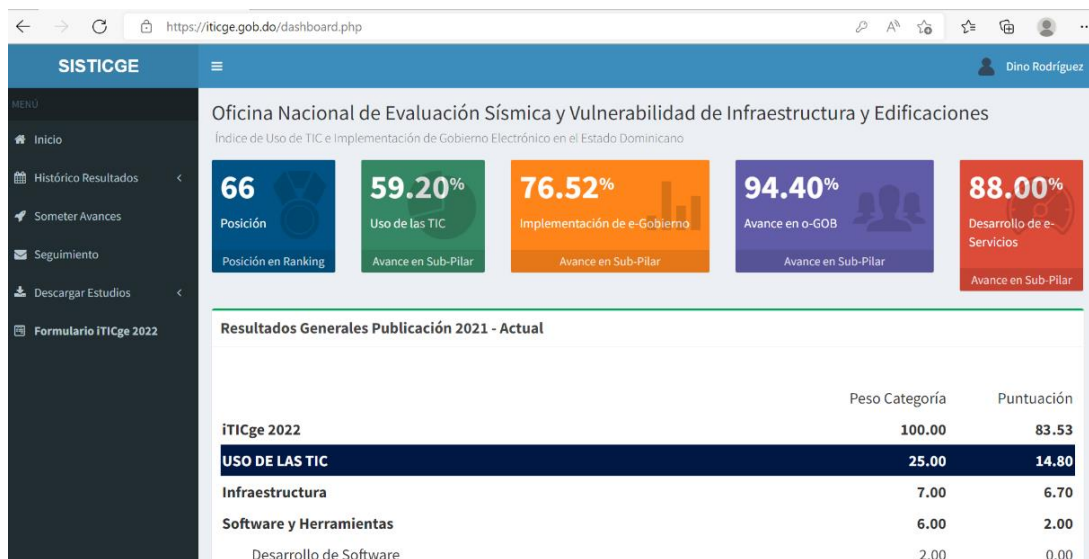 https://iticge.gob.do/dashboard.php
SISTICGE
Dino Rodríguez
MENÚ
Inicio
Histórico Resultados
Someter Avances
Seguimiento
Descargar Estudios
Formulario iTICge 2022
Oficina Nacional de Evaluación Sísmica y Vulnerabilidad de Infraestructura y Edificaciones
Índice de Uso de TIC e Implementación de Gobierno Electrónico en el Estado Dominicano
66
Posición
Posición en Ranking
59.20%
Uso de las TIC
Avance en Sub-Pilar
76.52%
Implementación de e-Gobierno
Avance en Sub-Pilar
94.40%
Avance en o-GOB
Avance en Sub-Pilar
88.00%
Desarrollo de e-
Servicios
Avance en Sub-Pilar
Resultados Generales Publicación 2021 - Actual
Peso Categoría Puntuación
iTICge 2022 100.00 83.53
USO DE LAS TIC 25.00 14.80
Infraestructura 7.00 6.70
Software y Herramientas 6.00 2.00
Desarrollo de Software 2.00 0.00